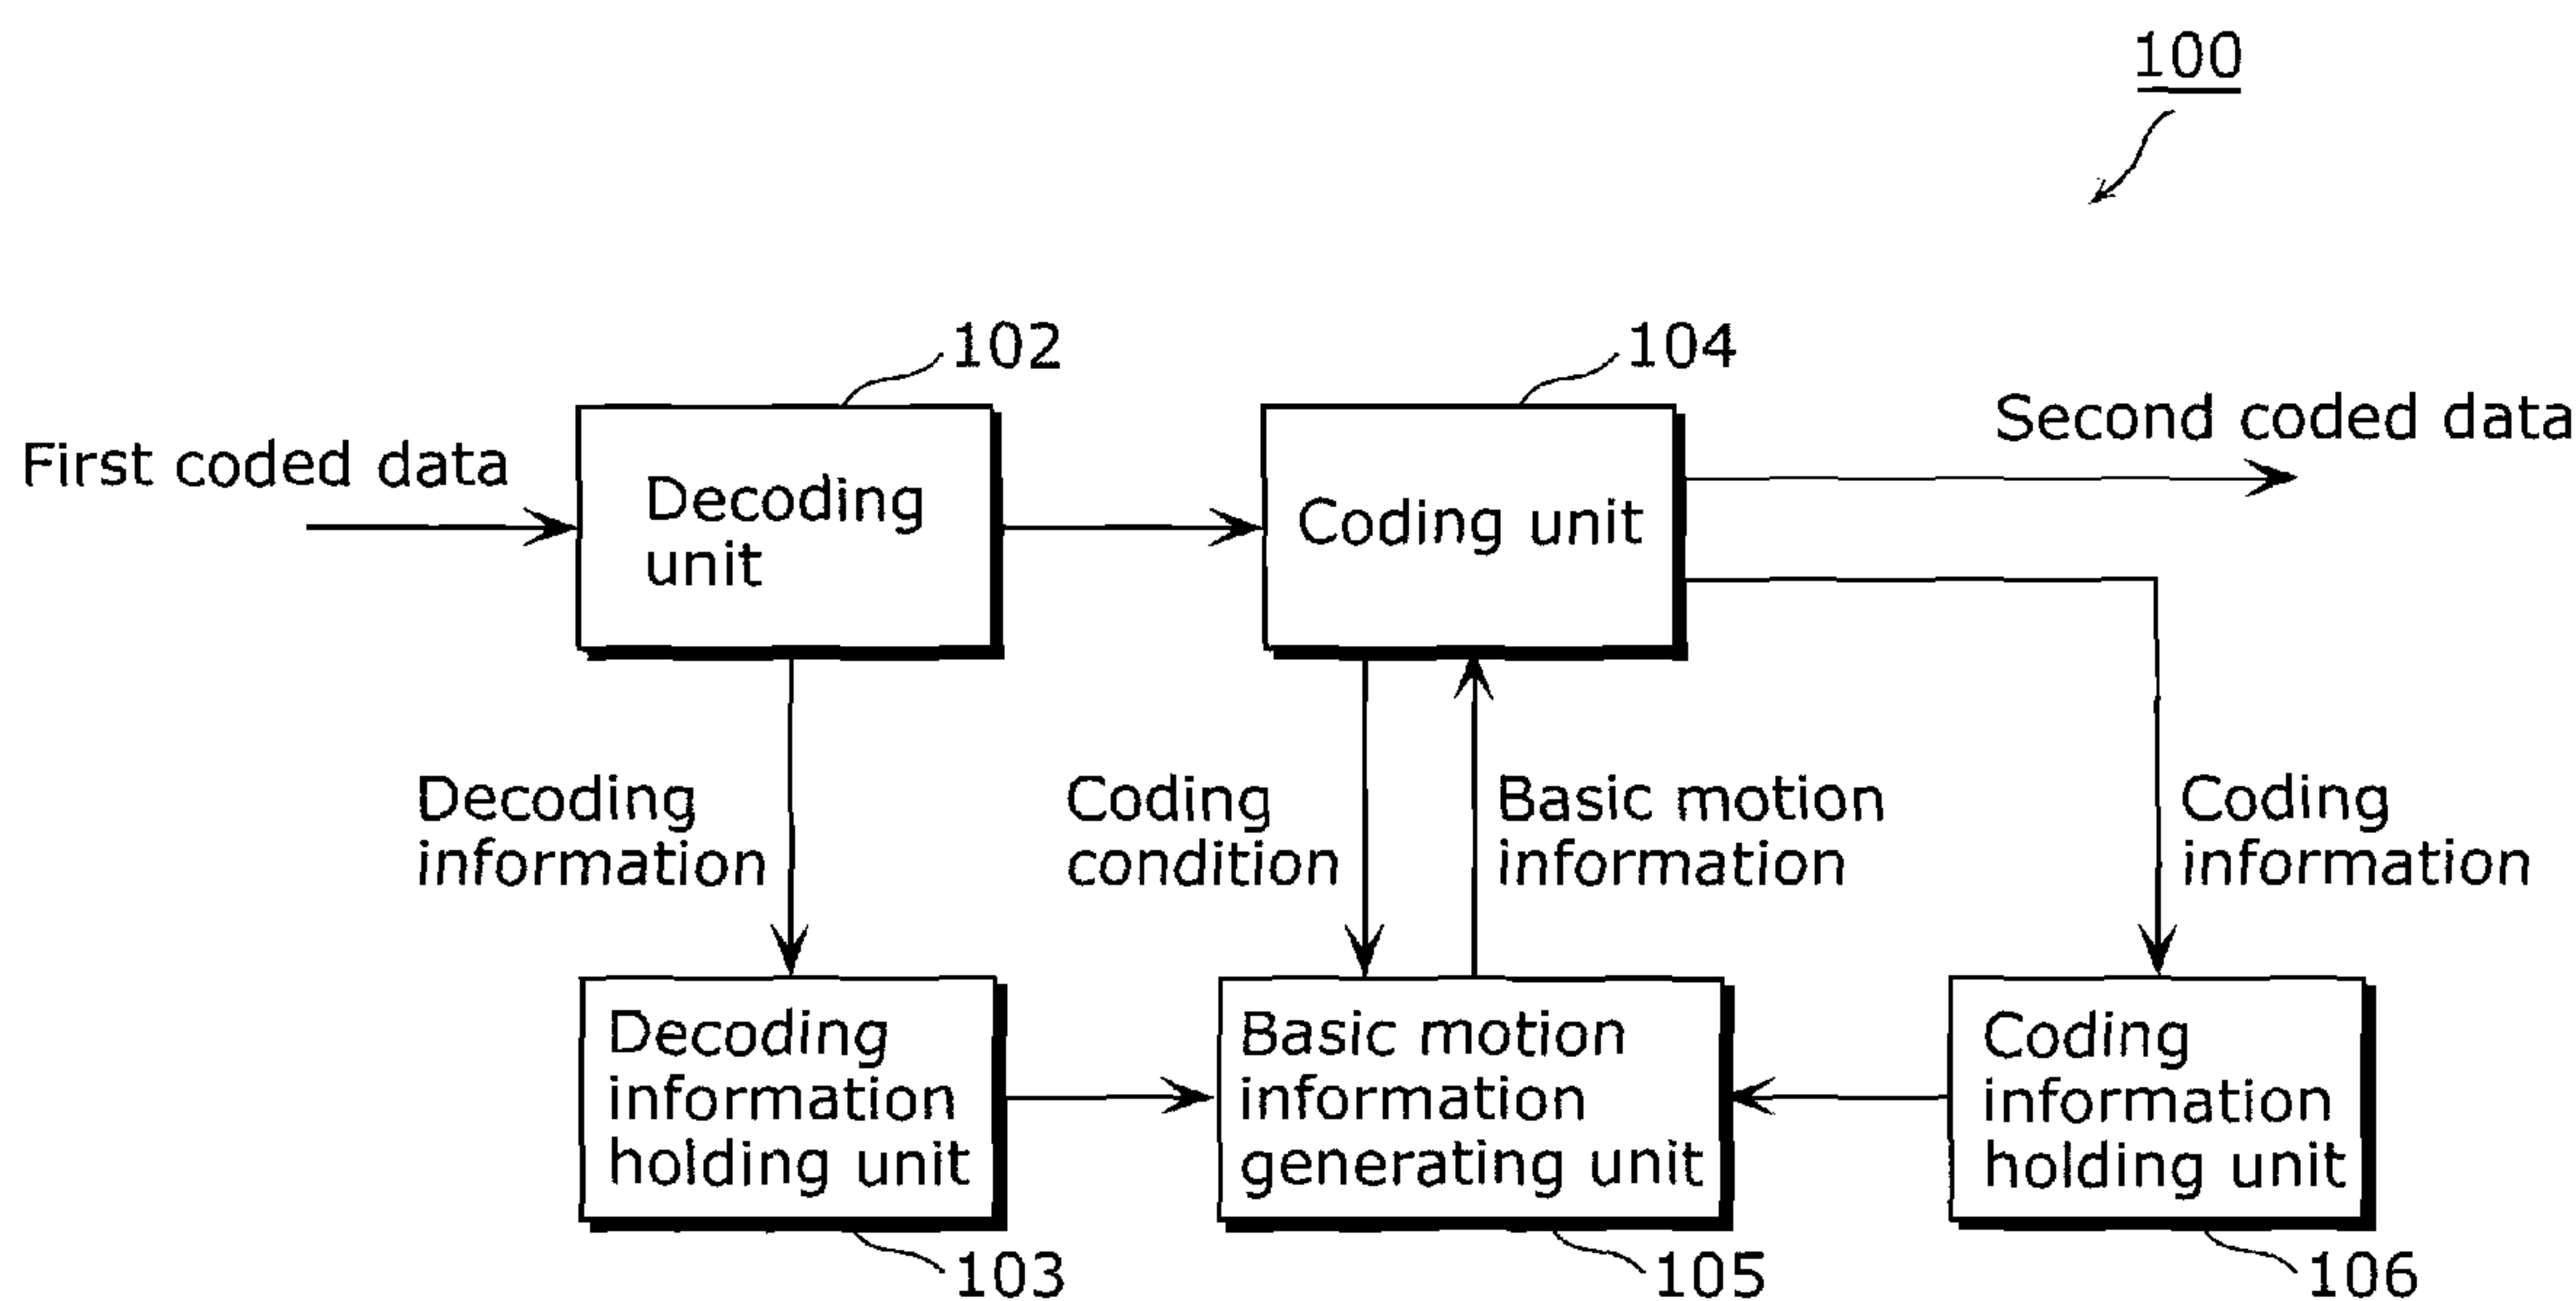 100
102
104
First coded data
Second coded data
Decoding
unit
Coding unit
Decoding
information
Coding
condition
Basic motion
information
Coding
information
Decoding
information
holding unit
Basic motion
information
generating unit
Coding
information
holding unit
103
105
106